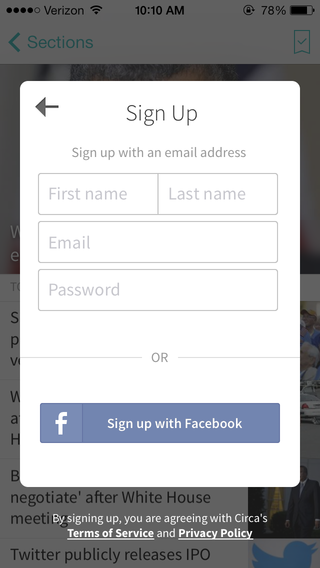 Verizon 10:10 AM 78%
Sections
Sign Up
Sign up with an email address
First name Last name
Email
Password
OR
f Sign up with Facebook
negotiate' after White House
meeting
By signing up, you are agreeing with Circa's
Terms of Service and Privacy Policy
Twitter publicly releases IPO